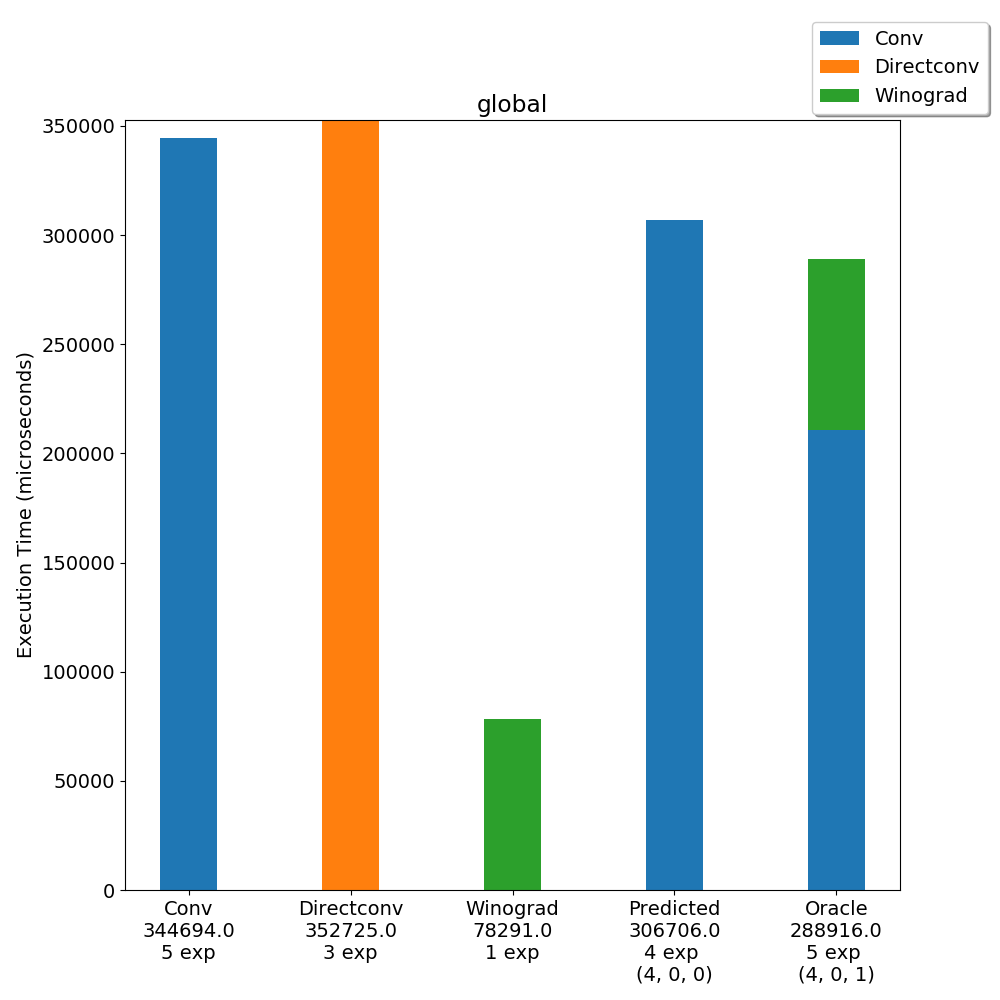 Conv
Directconv
Winograd
global
350000
300000
250000
200000
150000
100000
50000
0
Execution Time (microseconds)
Conv
344694.0
5 exp
Directconv
352725.0
3 exp
Winograd
78291.0
1 exp
Predicted
306706.0
4 exp
(4, 0, 0)
Oracle
288916.0
5 exp
(4, 0, 1)